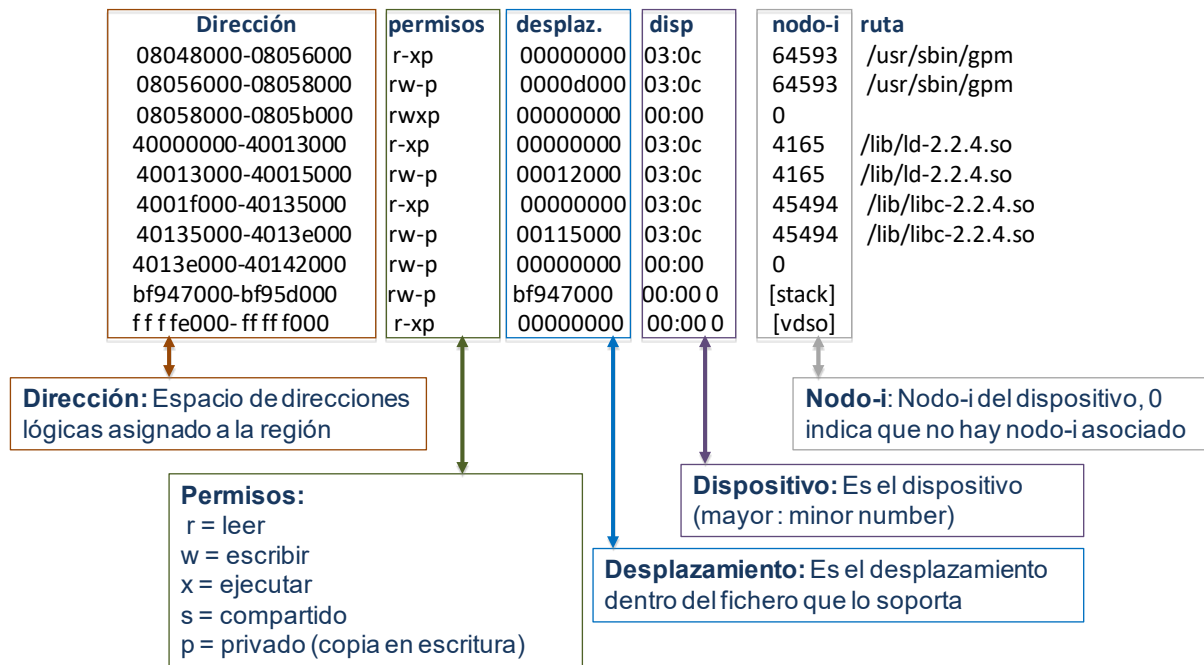 Dirección permisos desplaz. disp nodo-i ruta
08048000-08056000 r-xp 00000000 03:0c 64593 /usr/sbin/gpm
08056000-08058000 rw-p 0000d000 03:0c 64593 /usr/sbin/gpm
08058000-0805b000 rwxp 00000000 00:00 0
40000000-40013000 r-xp 00000000 03:0c 4165 /lib/ld-2.2.4.so
40013000-40015000 rw-p 00012000 03:0c 4165 /lib/ld-2.2.4.so
4001f000-40135000 r-xp 00000000 03:0c 45494 /lib/libc-2.2.4.so
40135000-4013e000 rw-p 00115000 03:0c 45494 /lib/libc-2.2.4.so
4013e000-40142000 rw-p 00000000 00:00 0
bf947000-bf95d000 rw-p bf947000 00:00 0 [stack]
ffffe000-fffff000 r-xp 00000000 00:00 0 [vdso]
Dirección: Espacio de direcciones
lógicas asignado a la región
Nodo-i: Nodo-i del dispositivo, 0
indica que no hay nodo-i asociado
Permisos:
r = leer
w = escribir
x = ejecutar
s = compartido
p = privado (copia en escritura)
Dispositivo: Es el dispositivo
(mayor : minor number)
Desplazamiento: Es el desplazamiento
dentro del fichero que lo soporta